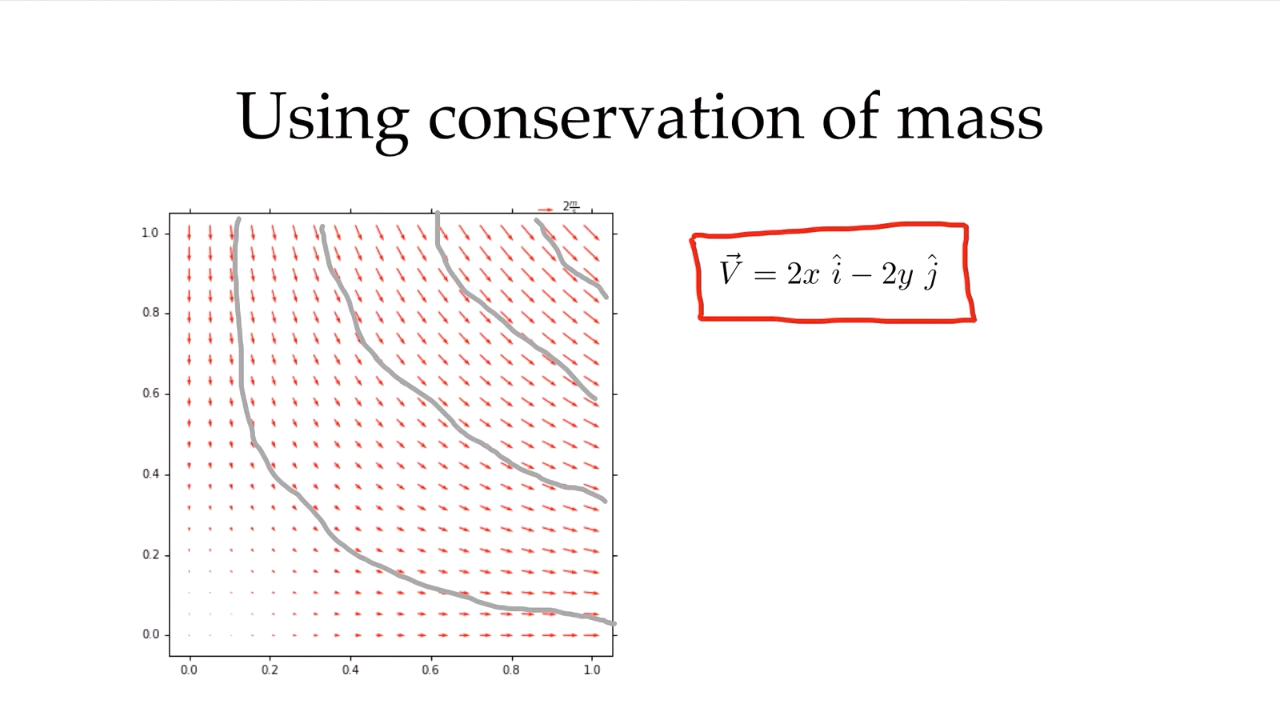 Using conservation of mass
2 m/s
1.0
0.8
0.6
0.4
0.2
0.0
0.0 0.2 0.4 0.6 0.8 1.0
V⃗ = 2x î − 2y ĵ